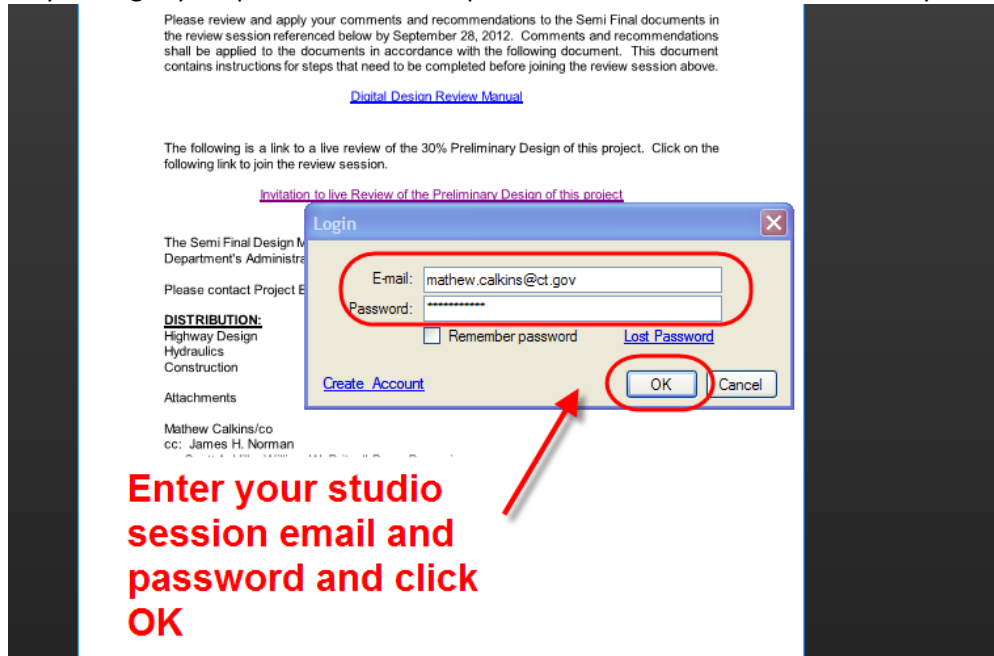 Please review and apply your comments and recommendations to the Semi Final documents in
the review session referenced below by September 28, 2012. Comments and recommendations
shall be applied to the documents in accordance with the following document. This document
contains instructions for steps that need to be completed before joining the review session above.
Digital Design Review Manual
The following is a link to a live review of the 30% Preliminary Design of this project. Click on the
following link to join the review session.
Invitation to live Review of the Preliminary Design of this project
Login
The Semi Final Design M
Department's Administra
E-mail: mathew.calkins@ct.gov
Please contact Project E
Password: ***********
DISTRIBUTION:
Highway Design
Remember password Lost Password
Hydraulics
Construction
Create Account OK Cancel
Attachments
Mathew Calkins/co
cc: James H. Norman
Enter your studio
session email and
password and click
OK